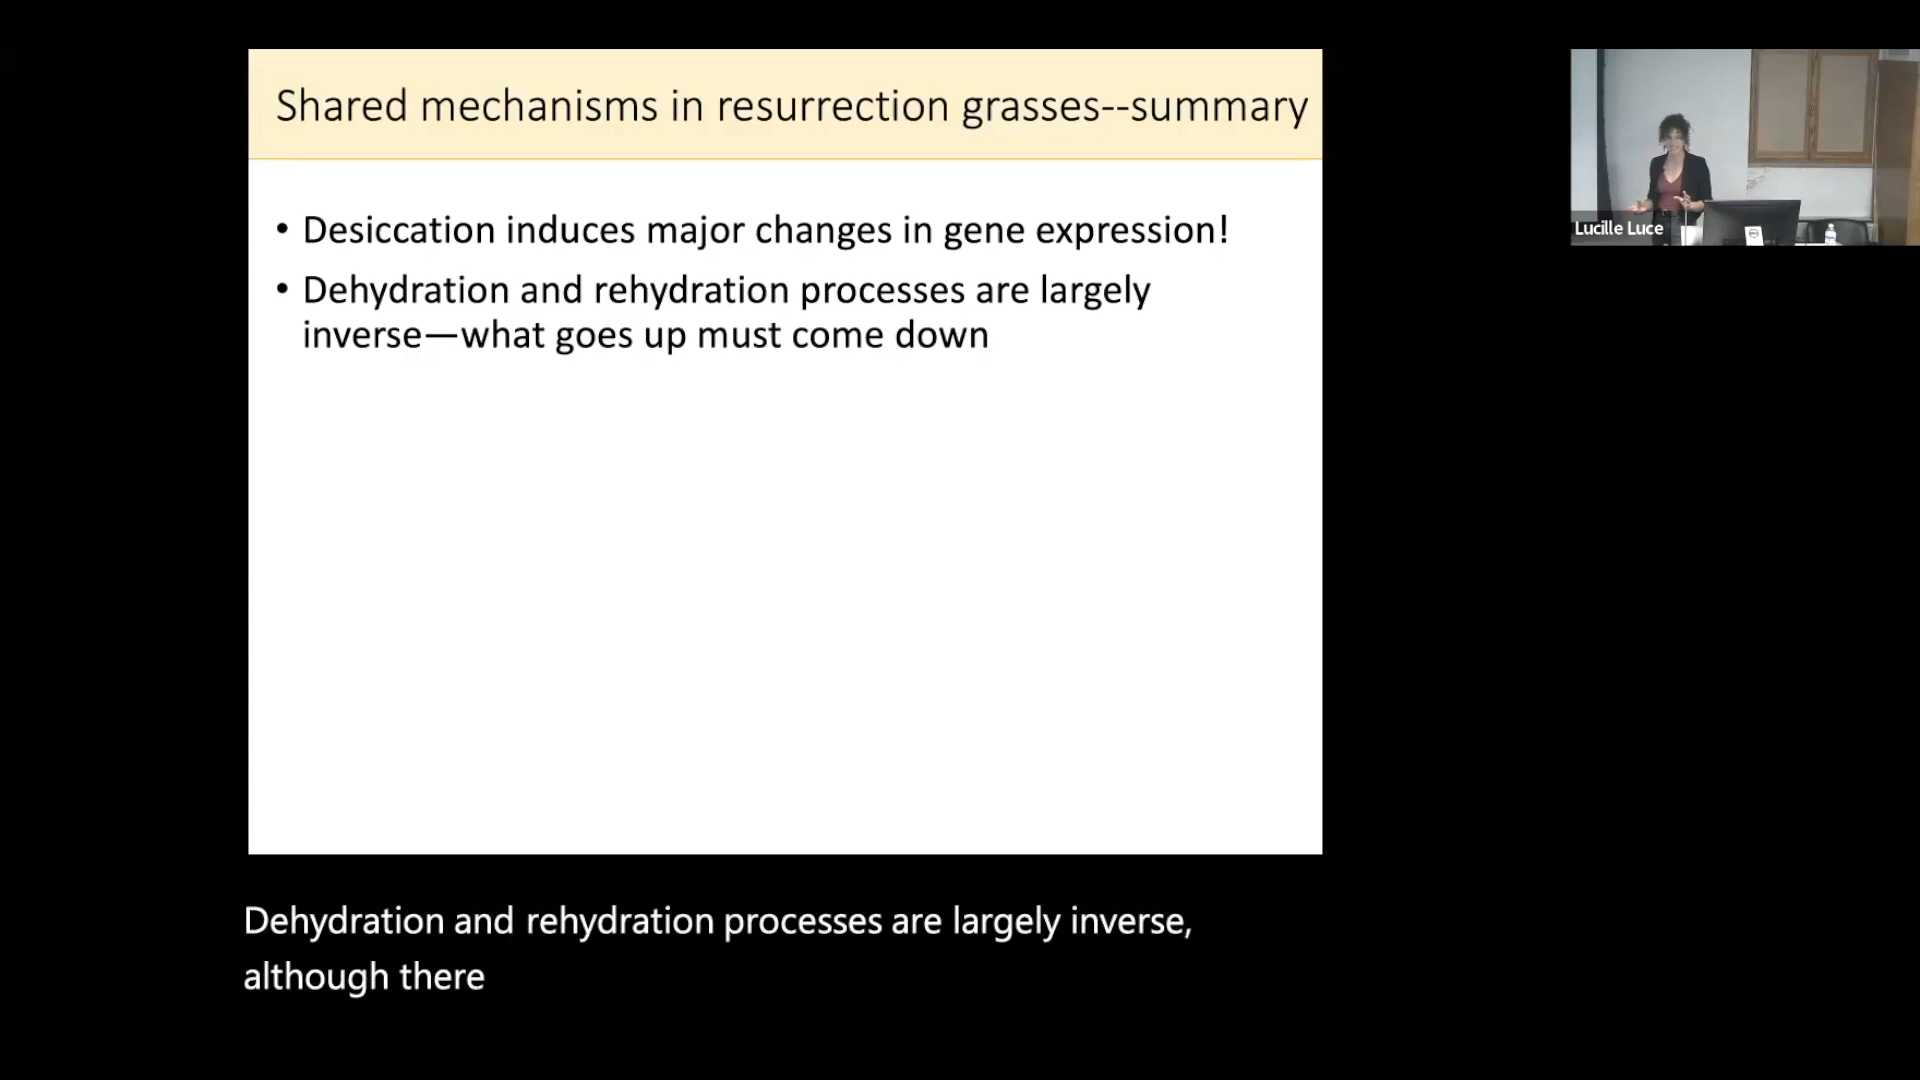 Shared mechanisms in resurrection grasses--summary
• Desiccation induces major changes in gene expression!
• Dehydration and rehydration processes are largely
inverse—what goes up must come down
Lucille Luce
Dehydration and rehydration processes are largely inverse,
although there